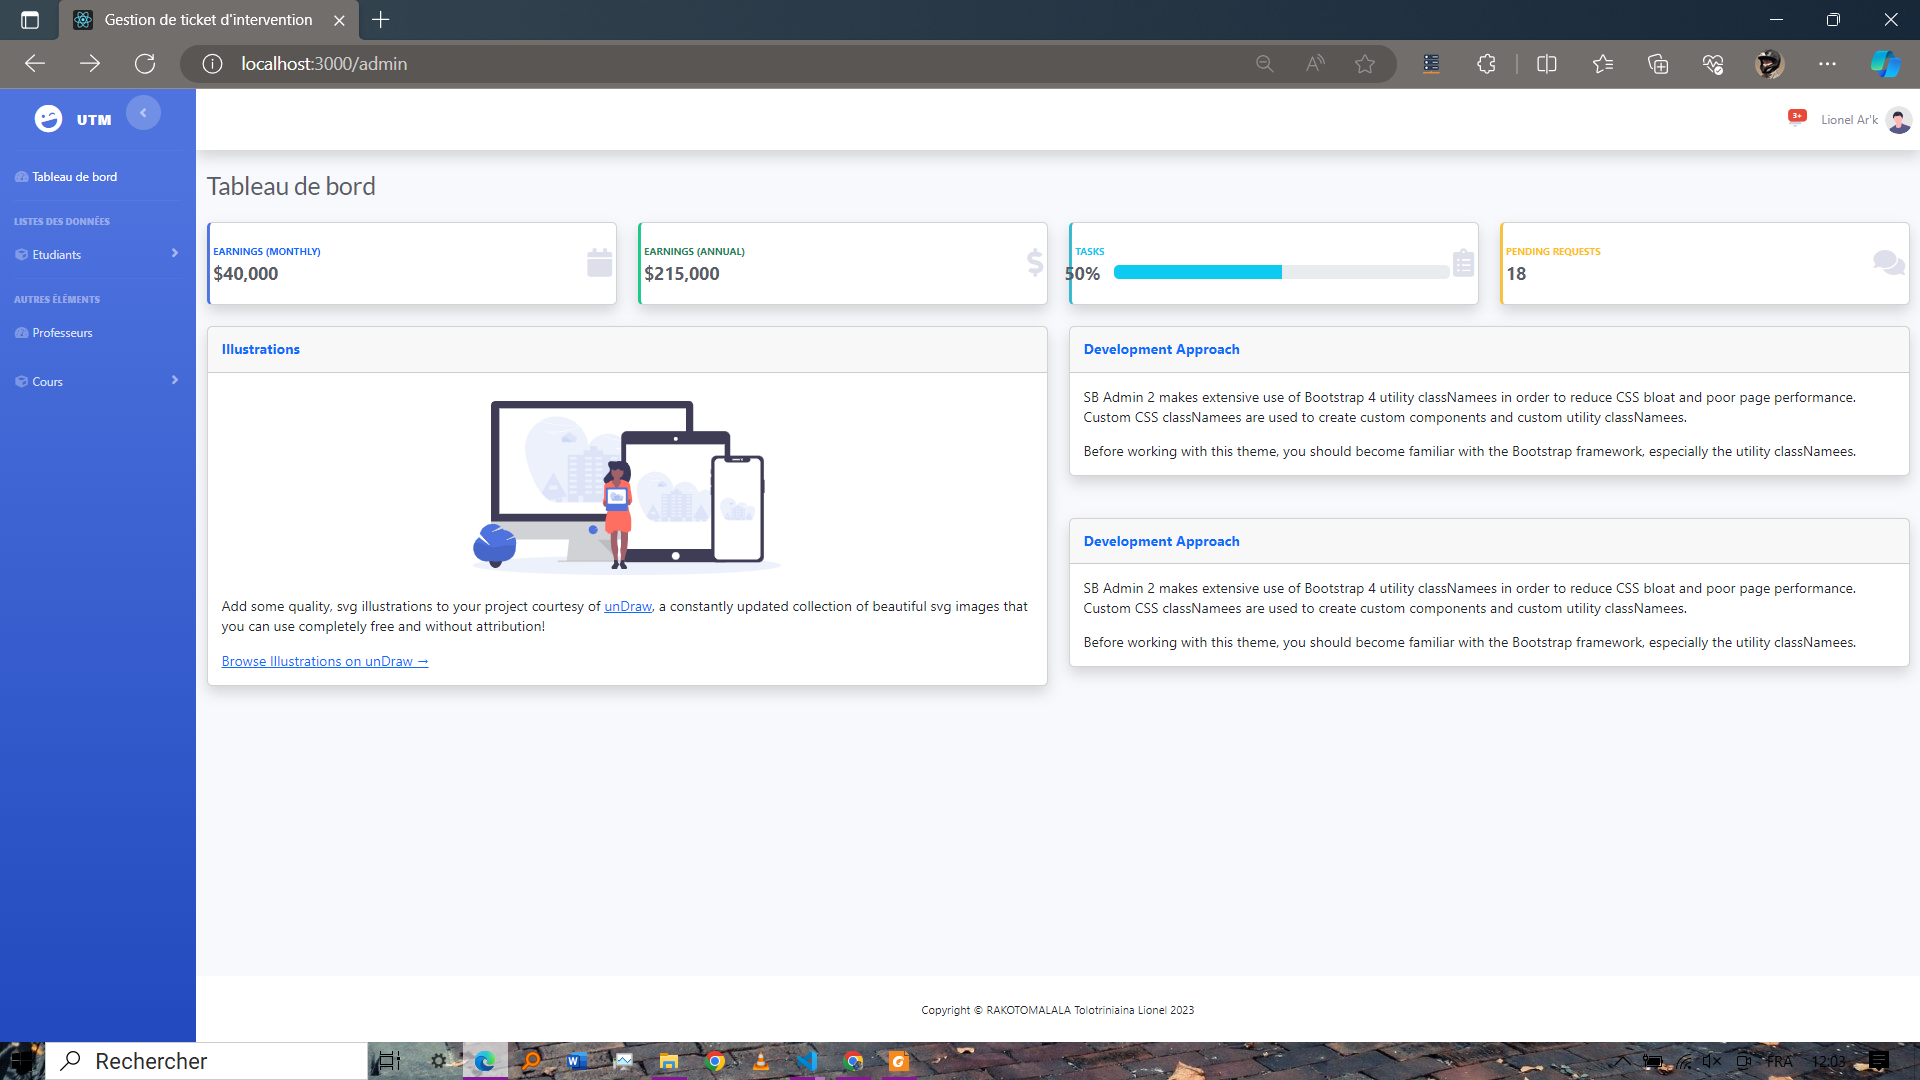 Gestion de ticket d'intervention
localhost:3000/admin
UTM
3+
Lionel Ar'k
Tableau de bord
LISTES DES DONNÉES
Etudiants
AUTRES ÉLÉMENTS
Professeurs
Cours
Tableau de bord
EARNINGS (MONTHLY)
$40,000
EARNINGS (ANNUAL)
$215,000
TASKS
50%
PENDING REQUESTS
18
Illustrations
Add some quality, svg illustrations to your project courtesy of unDraw, a constantly updated collection of beautiful svg images that
you can use completely free and without attribution!
Browse Illustrations on unDraw →
Development Approach
SB Admin 2 makes extensive use of Bootstrap 4 utility classNamees in order to reduce CSS bloat and poor page performance.
Custom CSS classNamees are used to create custom components and custom utility classNamees.
Before working with this theme, you should become familiar with the Bootstrap framework, especially the utility classNamees.
Development Approach
SB Admin 2 makes extensive use of Bootstrap 4 utility classNamees in order to reduce CSS bloat and poor page performance.
Custom CSS classNamees are used to create custom components and custom utility classNamees.
Before working with this theme, you should become familiar with the Bootstrap framework, especially the utility classNamees.
Copyright © RAKOTOMALALA Tolotriniaina Lionel 2023
Rechercher
FRA
12:03